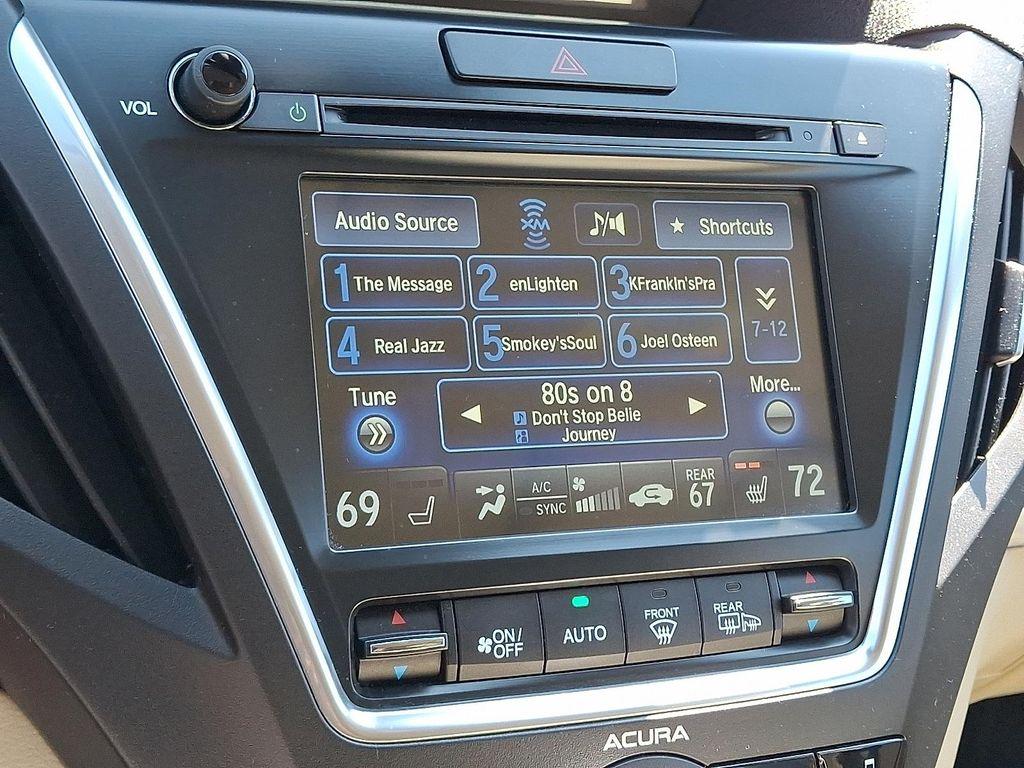 VOL
Audio Source
XM
Shortcuts
1 The Message
2 enLighten
3 KFrankln'sPra
4 Real Jazz
5 Smokey'sSoul
6 Joel Osteen
7-12
Tune
80s on 8
Don't Stop Belie
Journey
More...
69
A/C
SYNC
REAR
67
72
ON/
OFF
AUTO
FRONT
REAR
ACURA